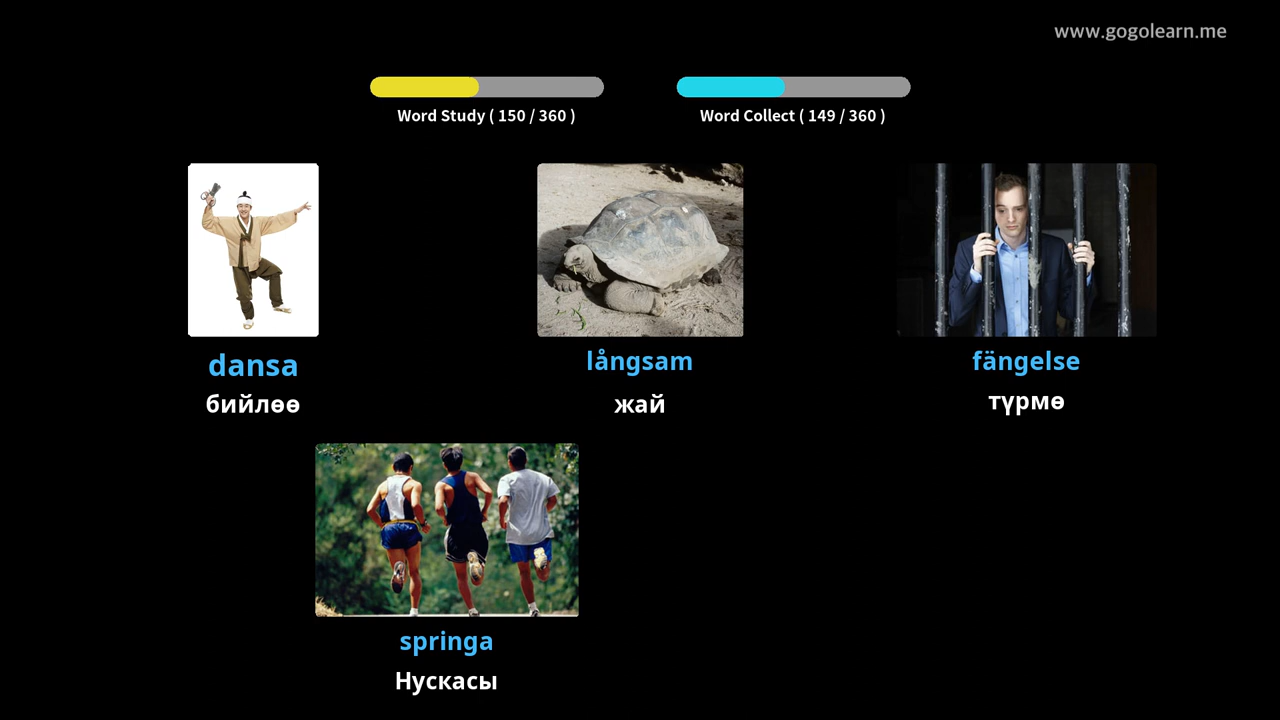 www.gogolearn.me
Word Study ( 150 / 360 )
Word Collect ( 149 / 360 )
dansa
бийлөө
långsam
жай
fängelse
түрмө
springa
Нускасы